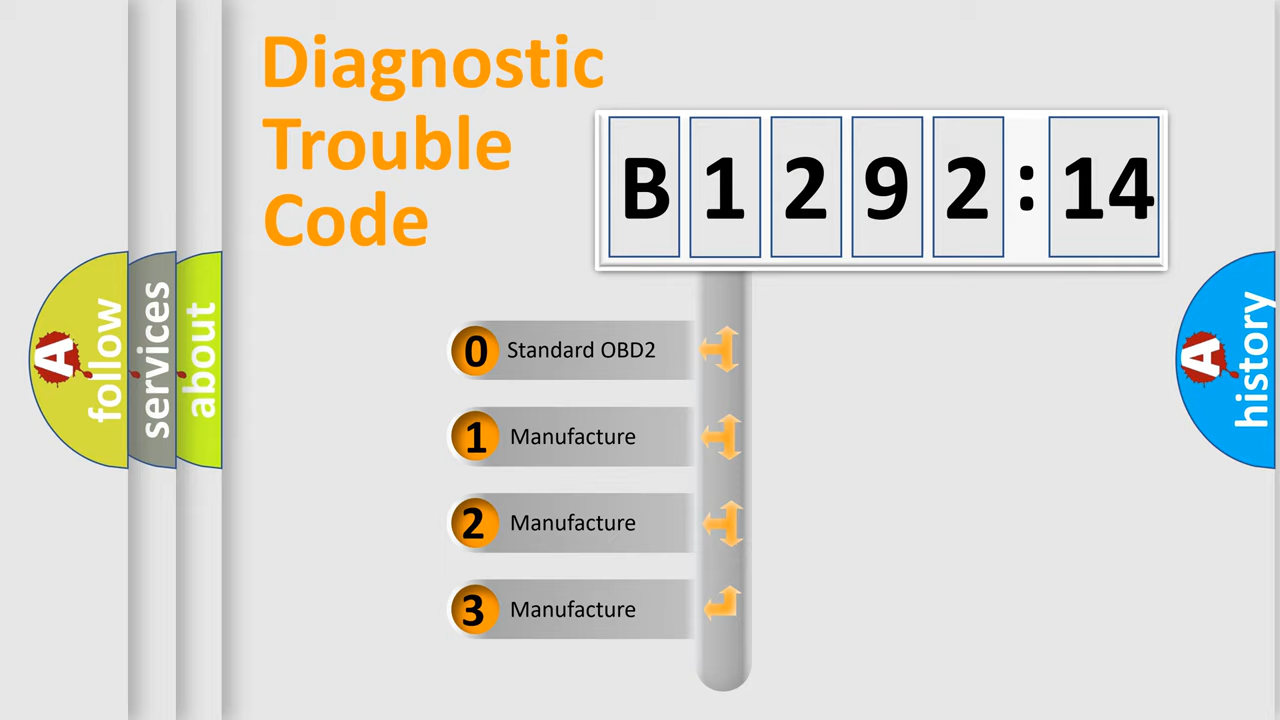 Diagnostic
Trouble
Code
B 1 2 9 2 : 14
0 Standard OBD2
1 Manufacture
2 Manufacture
3 Manufacture
A follow
services
about
A history